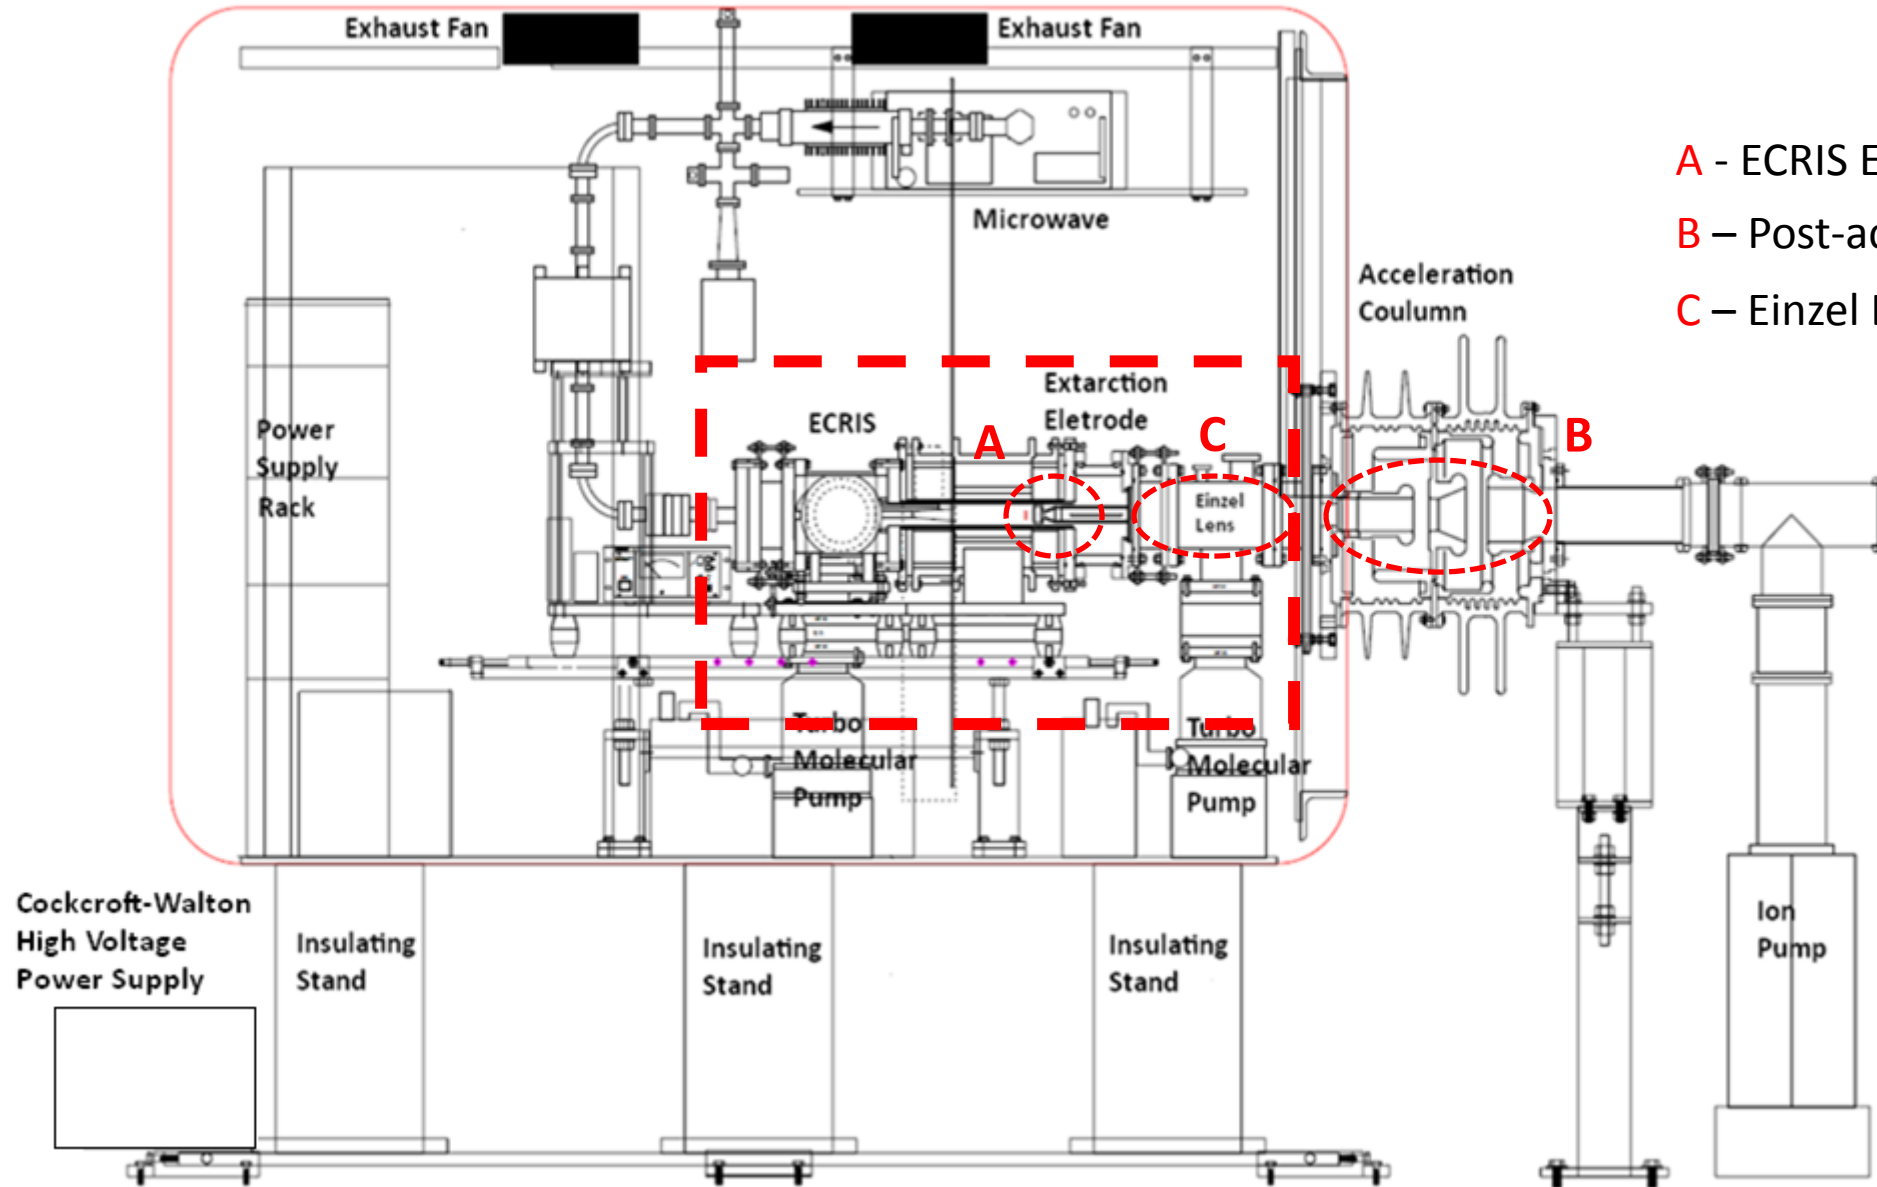 Exhaust Fan
Exhaust Fan
A - ECRIS E
B – Post-ac
C – Einzel
Microwave
Acceleration
Coulumn
Extarction
Eletrode
ECRIS
A
C
B
Power
Supply
Rack
Einzel
Lens
Turbo
Molecular
Pump
Turbo
Molecular
Pump
Cockcroft-Walton
High Voltage
Power Supply
Insulating
Stand
Insulating
Stand
Insulating
Stand
Ion
Pump